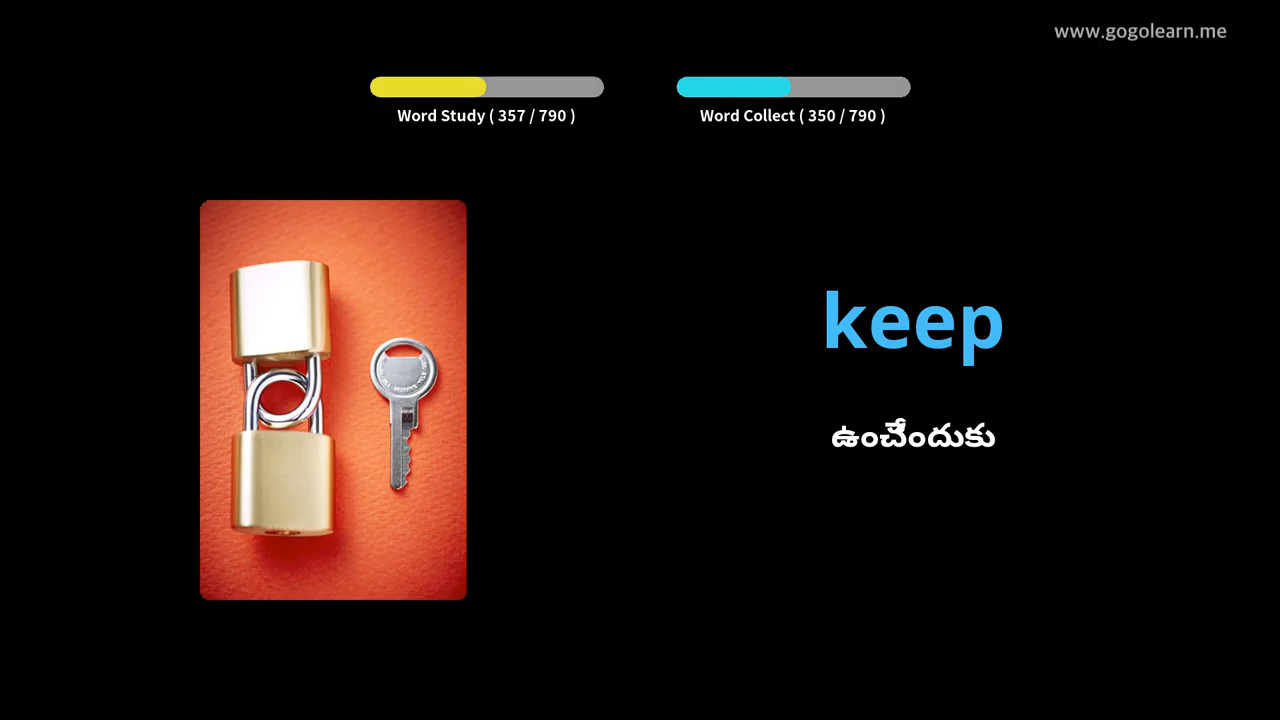 www.gogolearn.me
Word Study ( 357 / 790 )
Word Collect ( 350 / 790 )
keep
ఉంచేందుకు